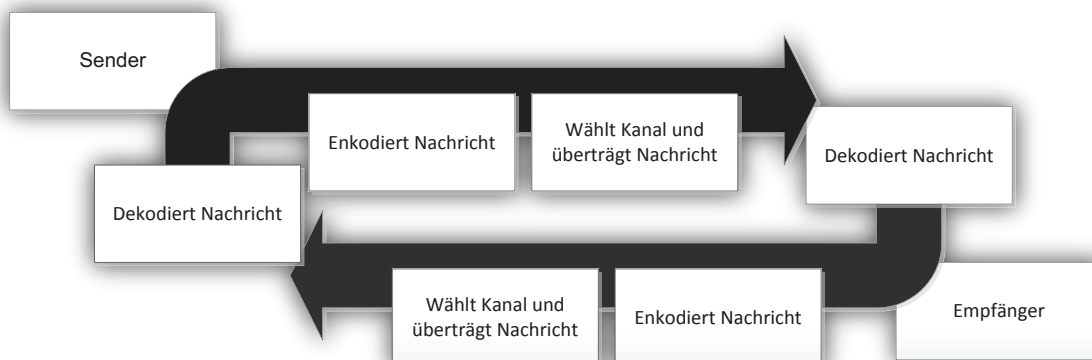 Sender
Enkodiert Nachricht
Wählt Kanal und
überträgt Nachricht
Dekodiert Nachricht
Dekodiert Nachricht
Wählt Kanal und
überträgt Nachricht
Enkodiert Nachricht
Empfänger